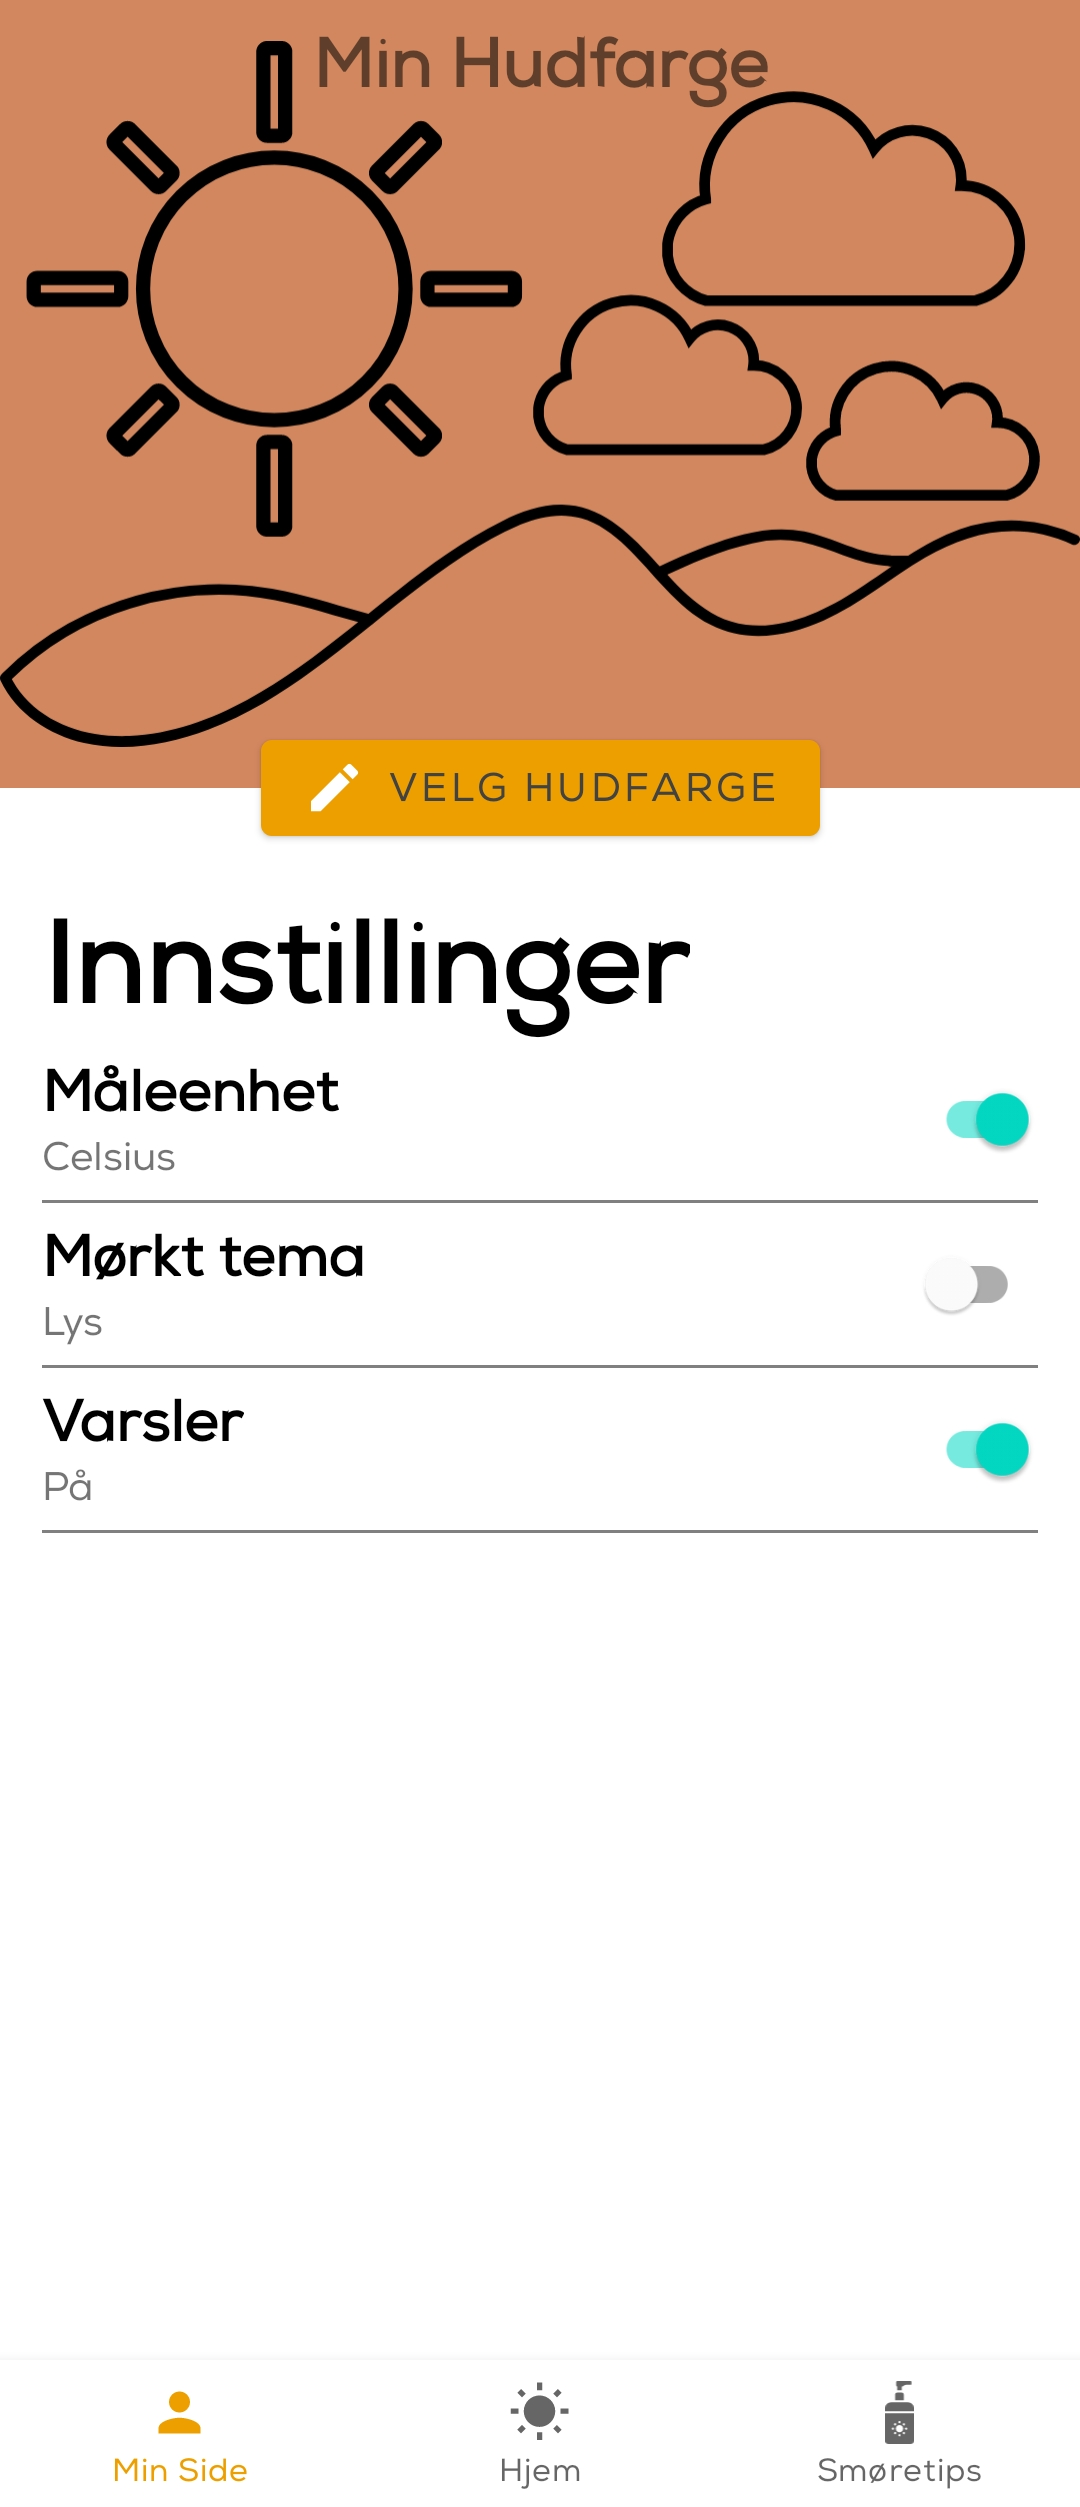 Min Hudfarge
VELG HUDFARGE
Innstillinger
Måleenhet
Celsius
Mørkt tema
Lys
Varsler
På
Min Side
Hjem
Smøretips